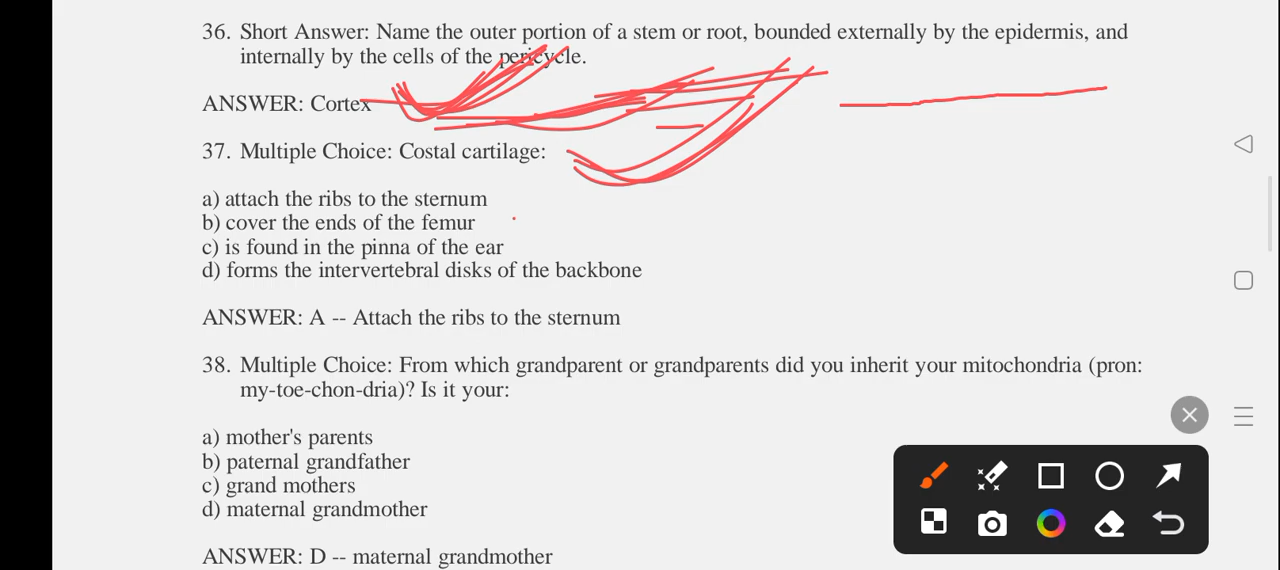 36. Short Answer: Name the outer portion of a stem or root, bounded externally by the epidermis, and
internally by the cells of the pericycle.
ANSWER: Cortex
37. Multiple Choice: Costal cartilage:
a) attach the ribs to the sternum
b) cover the ends of the femur
c) is found in the pinna of the ear
d) forms the intervertebral disks of the backbone
ANSWER: A -- Attach the ribs to the sternum
38. Multiple Choice: From which grandparent or grandparents did you inherit your mitochondria (pron:
my-toe-chon-dria)? Is it your:
a) mother's parents
b) paternal grandfather
c) grand mothers
d) maternal grandmother
ANSWER: D -- maternal grandmother